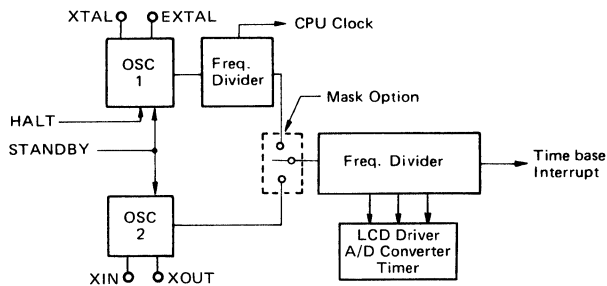 XTAL
EXTAL
CPU Clock
OSC
1
Freq.
Divider
Mask Option
HALT
STANDBY
Freq. Divider
Time base
Interrupt
OSC
2
LCD Driver
A/D Converter
Timer
XIN
XOUT